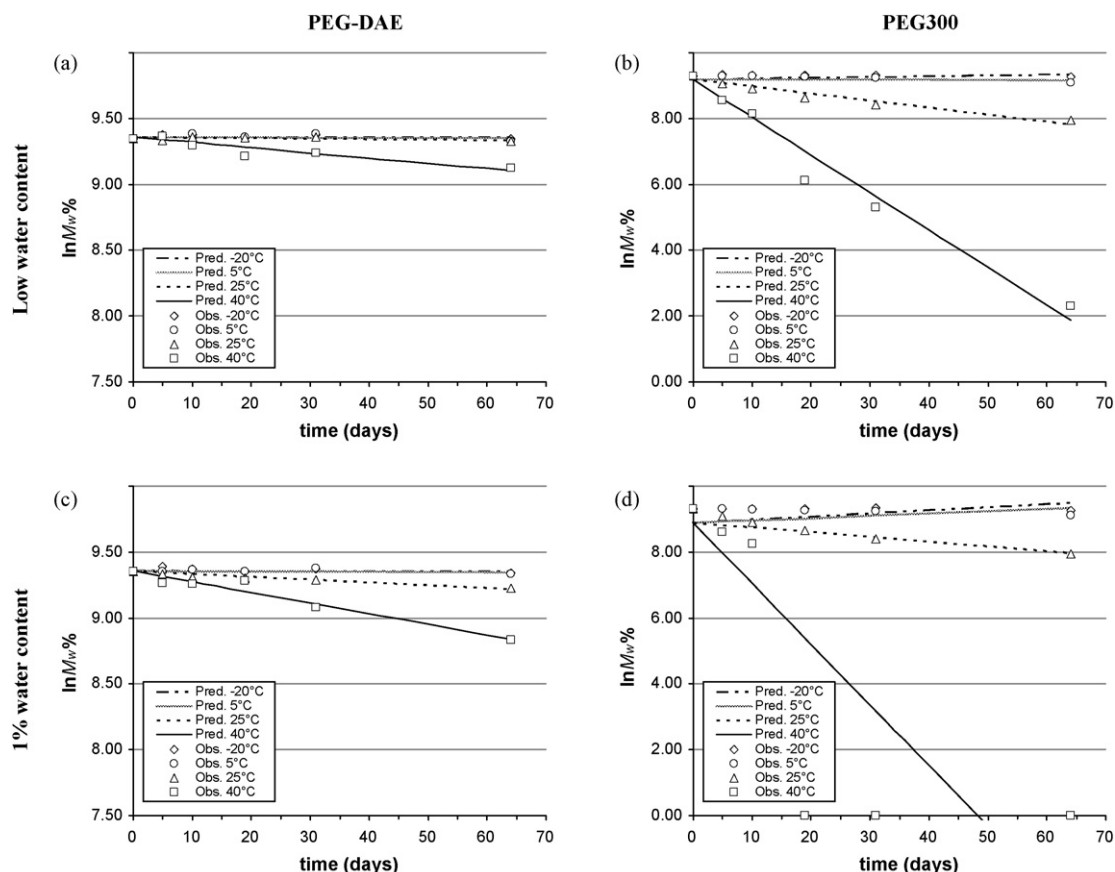 PEG-DAE
PEG300
Low water content
(a)
lnMw%
9.50
9.00
8.50
8.00
7.50
Pred. -20°C
Pred. 5°C
Pred. 25°C
Pred. 40°C
Obs. -20°C
Obs. 5°C
Obs. 25°C
Obs. 40°C
0 10 20 30 40 50 60 70
time (days)
(b)
lnMw%
8.00
6.00
4.00
2.00
0.00
Pred. -20°C
Pred. 5°C
Pred. 25°C
Pred. 40°C
Obs. -20°C
Obs. 5°C
Obs. 25°C
Obs. 40°C
0 10 20 30 40 50 60 70
time (days)
1% water content
(c)
lnMw%
9.50
9.00
8.50
8.00
7.50
Pred. -20°C
Pred. 5°C
Pred. 25°C
Pred. 40°C
Obs. -20°C
Obs. 5°C
Obs. 25°C
Obs. 40°C
0 10 20 30 40 50 60 70
time (days)
(d)
lnMw%
8.00
6.00
4.00
2.00
0.00
Pred. -20°C
Pred. 5°C
Pred. 25°C
Pred. 40°C
Obs. -20°C
Obs. 5°C
Obs. 25°C
Obs. 40°C
0 10 20 30 40 50 60 70
time (days)